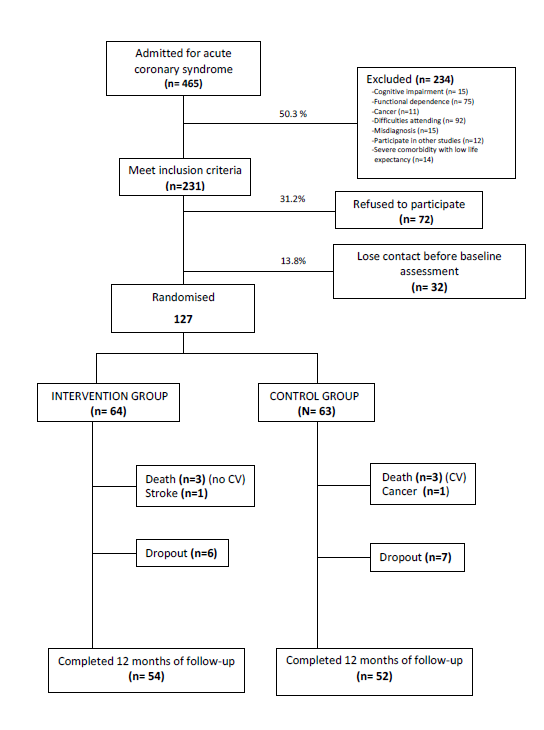 Admitted for acute
coronary syndrome
(n= 465)
Excluded (n= 234)
-Cognitive impairment (n= 15)
-Functional dependence (n= 75)
-Cancer (n=11)
-Difficulties attending (n= 92)
-Misdiagnosis (n=15)
-Participate in other studies (n=12)
-Severe comorbidity with low life
expectancy (n=14)
50.3 %
Meet inclusion criteria
(n=231)
31.2%
Refused to participate
(n= 72)
13.8%
Lose contact before baseline
assessment
(n= 32)
Randomised
127
INTERVENTION GROUP
(n= 64)
CONTROL GROUP
(N= 63)
Death (n=3) (no CV)
Stroke (n=1)
Death (n=3) (CV)
Cancer (n=1)
Dropout (n=6)
Dropout (n=7)
Completed 12 months of follow-up
(n= 54)
Completed 12 months of follow-up
(n= 52)